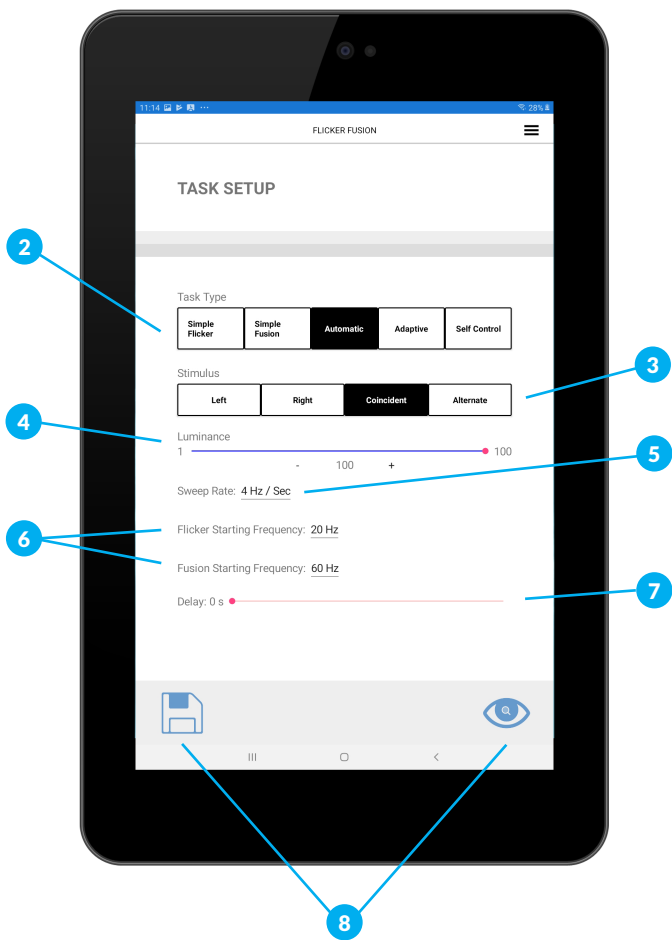 11:14 ··· 28%
FLICKER FUSION
TASK SETUP
2
Task Type
Simple Flicker Simple Fusion Automatic Adaptive Self Control
Stimulus
3
Left Right Coincident Alternate
4
Luminance
1 100
- 100 +
5
Sweep Rate: 4 Hz / Sec
6
Flicker Starting Frequency: 20 Hz
Fusion Starting Frequency: 60 Hz
7
Delay: 0 s
8